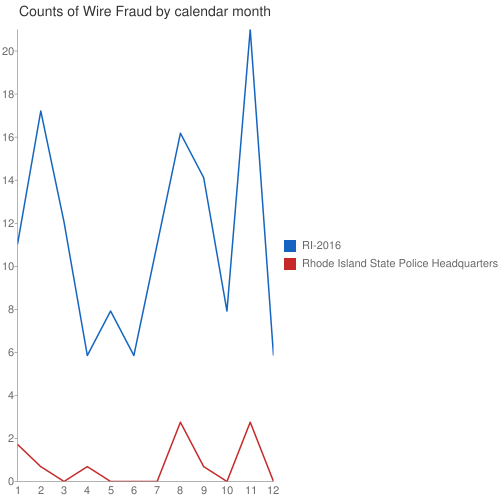 Counts of Wire Fraud by calendar month
20
18
16
14
12
10
8
6
4
2
0
1 2 3 4 5 6 7 8 9 10 11 12
RI-2016
Rhode Island State Police Headquarters